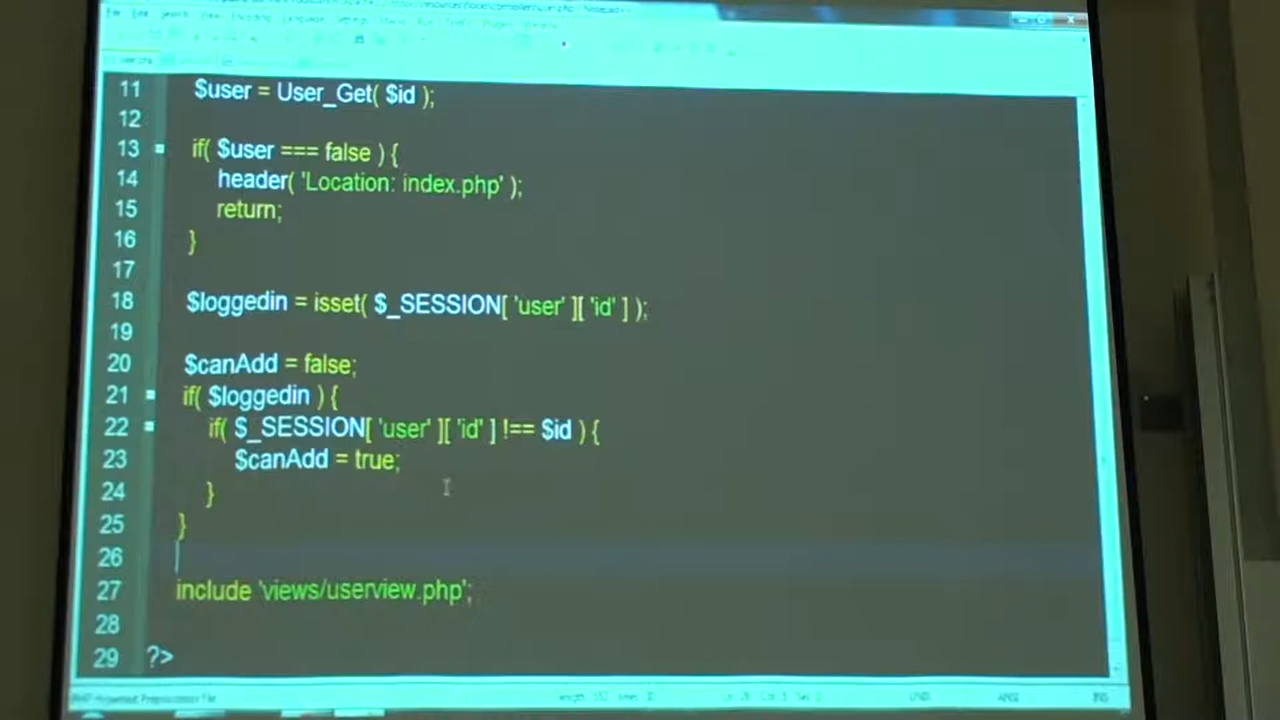 11 $user = User_Get( $id );
12
13 if( $user === false ) {
14 header( 'Location: index.php' );
15 return;
16 }
17
18 $loggedin = isset( $_SESSION[ 'user' ][ 'id' ] );
19
20 $canAdd = false;
21 if( $loggedin ) {
22 if( $_SESSION[ 'user' ][ 'id' ] !== $id ) {
23 $canAdd = true;
24 }
25 }
26
27 include 'views/userview.php';
28
29 ?>